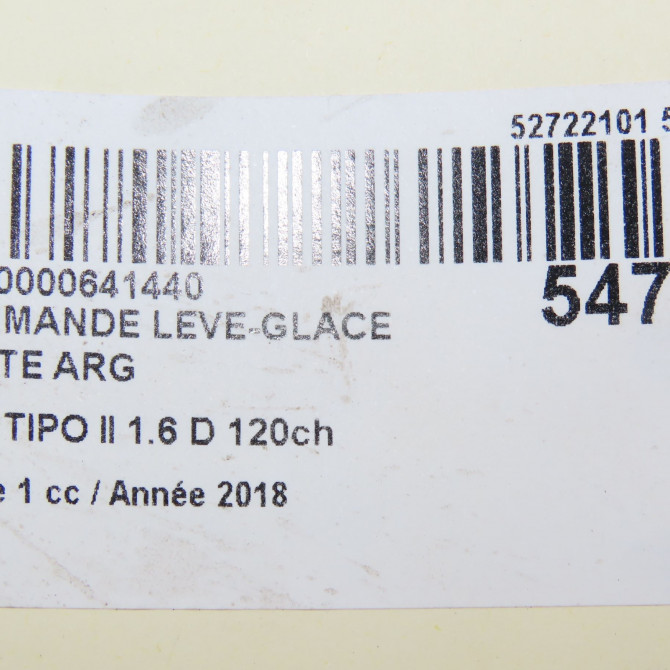 52722101 5
0000641440
547
MANDE LEVE-GLACE
TE ARG
TIPO II 1.6 D 120ch
e 1 cc / Année 2018